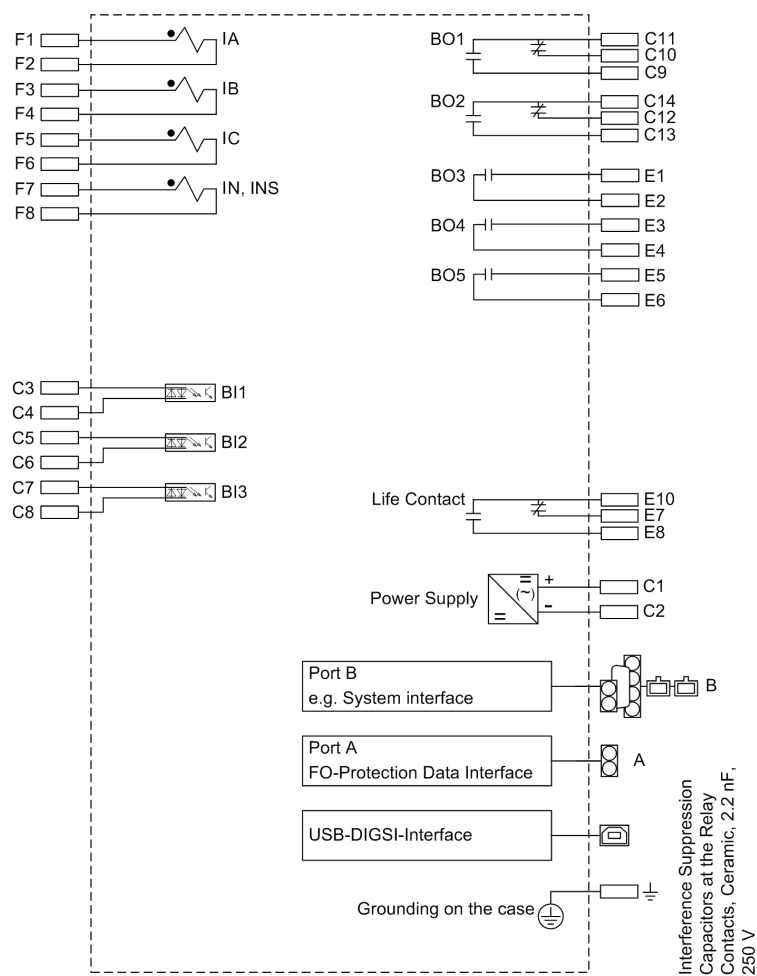 F1
IA
F2
F3
IB
F4
F5
IC
F6
F7
IN, INS
F8
BO1
C11
C10
C9
BO2
C14
C12
C13
BO3
E1
E2
BO4
E3
E4
BO5
E5
E6
C3
BI1
C4
C5
BI2
C6
C7
BI3
C8
Life Contact
E10
E7
E8
Power Supply
=
(~)
=
+
-
C1
C2
Port B
e.g. System interface
B
Port A
FO-Protection Data Interface
A
USB-DIGSI-Interface
Grounding on the case
Interference Suppression
Capacitors at the Relay
Contacts, Ceramic, 2.2 nF,
250 V